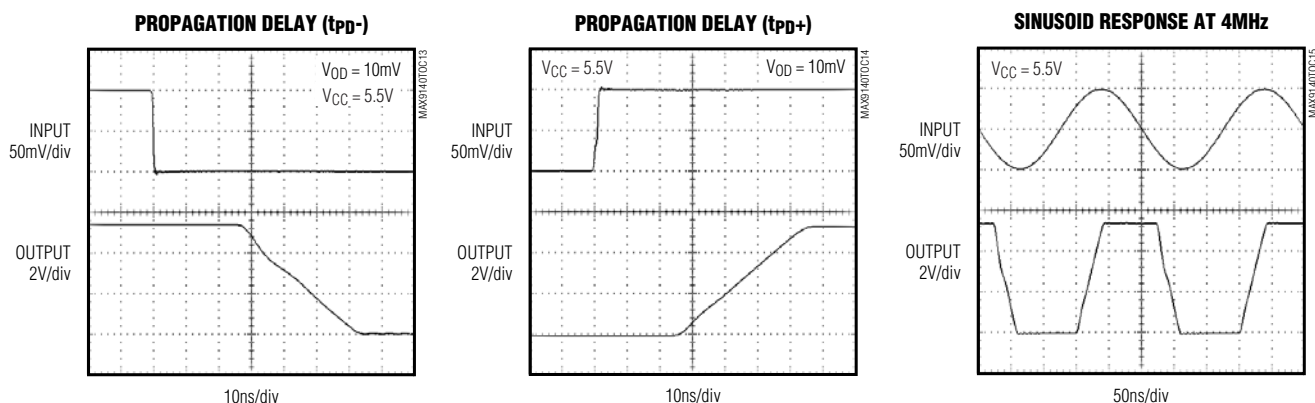 PROPAGATION DELAY (tPD-)
VOD = 10mV
VCC = 5.5V
MAX9140TOC13
INPUT
50mV/div
OUTPUT
2V/div
10ns/div
PROPAGATION DELAY (tPD+)
VCC = 5.5V
VOD = 10mV
MAX9140TOC14
INPUT
50mV/div
OUTPUT
2V/div
10ns/div
SINUSOID RESPONSE AT 4MHz
VCC = 5.5V
MAX9140TOC15
INPUT
50mV/div
OUTPUT
2V/div
50ns/div